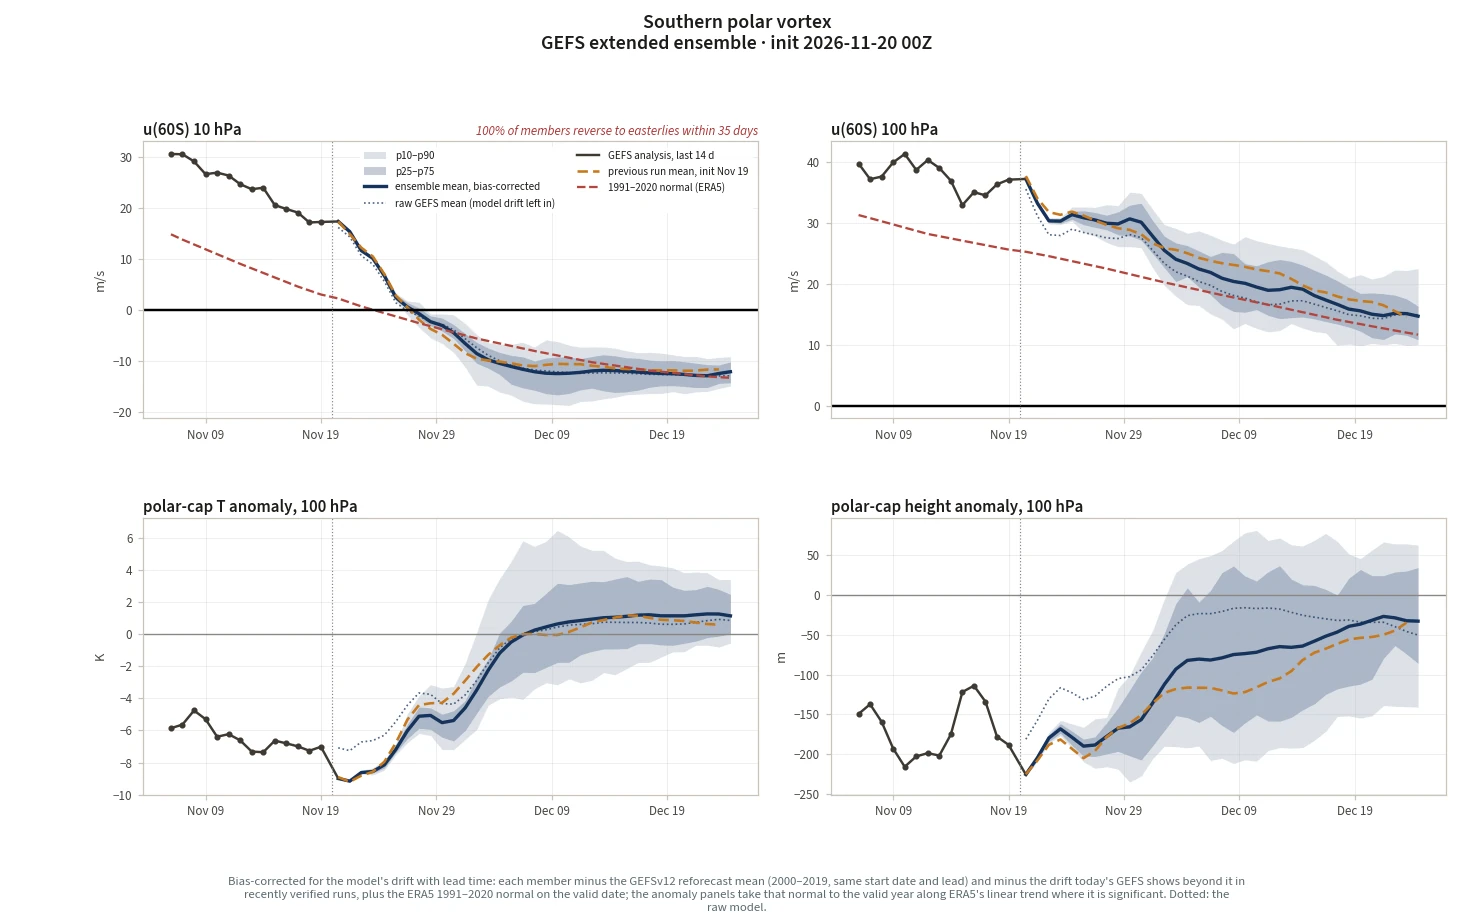 Southern polar vortex
GEFS extended ensemble · init 2026-11-20 00Z
u(60S) 10 hPa
100% of members reverse to easterlies within 35 days
p10–p90
p25–p75
ensemble mean, bias-corrected
raw GEFS mean (model drift left in)
GEFS analysis, last 14 d
previous run mean, init Nov 19
1991–2020 normal (ERA5)
m/s
30
20
10
0
−10
−20
Nov 09
Nov 19
Nov 29
Dec 09
Dec 19
u(60S) 100 hPa
m/s
40
30
20
10
0
Nov 09
Nov 19
Nov 29
Dec 09
Dec 19
polar-cap T anomaly, 100 hPa
K
6
4
2
0
−2
−4
−6
−8
−10
Nov 09
Nov 19
Nov 29
Dec 09
Dec 19
polar-cap height anomaly, 100 hPa
m
50
0
−50
−100
−150
−200
−250
Nov 09
Nov 19
Nov 29
Dec 09
Dec 19
Bias-corrected for the model's drift with lead time: each member minus the GEFSv12 reforecast mean (2000–2019, same start date and lead) and minus the drift today's GEFS shows beyond it in
recently verified runs, plus the ERA5 1991–2020 normal on the valid date; the anomaly panels take that normal to the valid year along ERA5's linear trend where it is significant. Dotted: the
raw model.